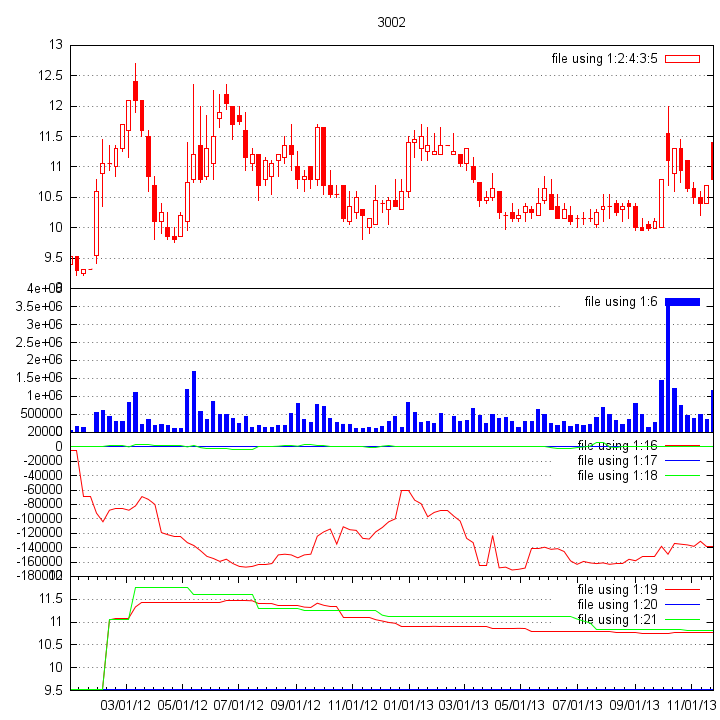 3002
13
file using 1:2:4:3:5
12.5
12
11.5
11
10.5
10
9.5
9
4e+06
file using 1:6
3.5e+06
3e+06
2.5e+06
2e+06
1.5e+06
1e+06
500000
20000
0
file using 1:16
-20000
file using 1:17
-40000
file using 1:18
-60000
-80000
-100000
-120000
-140000
-160000
-180000
12
file using 1:19
11.5
file using 1:20
11
file using 1:21
10.5
10
9.5
03/01/12 05/01/12 07/01/12 09/01/12 11/01/12 01/01/13 03/01/13 05/01/13 07/01/13 09/01/13 11/01/13